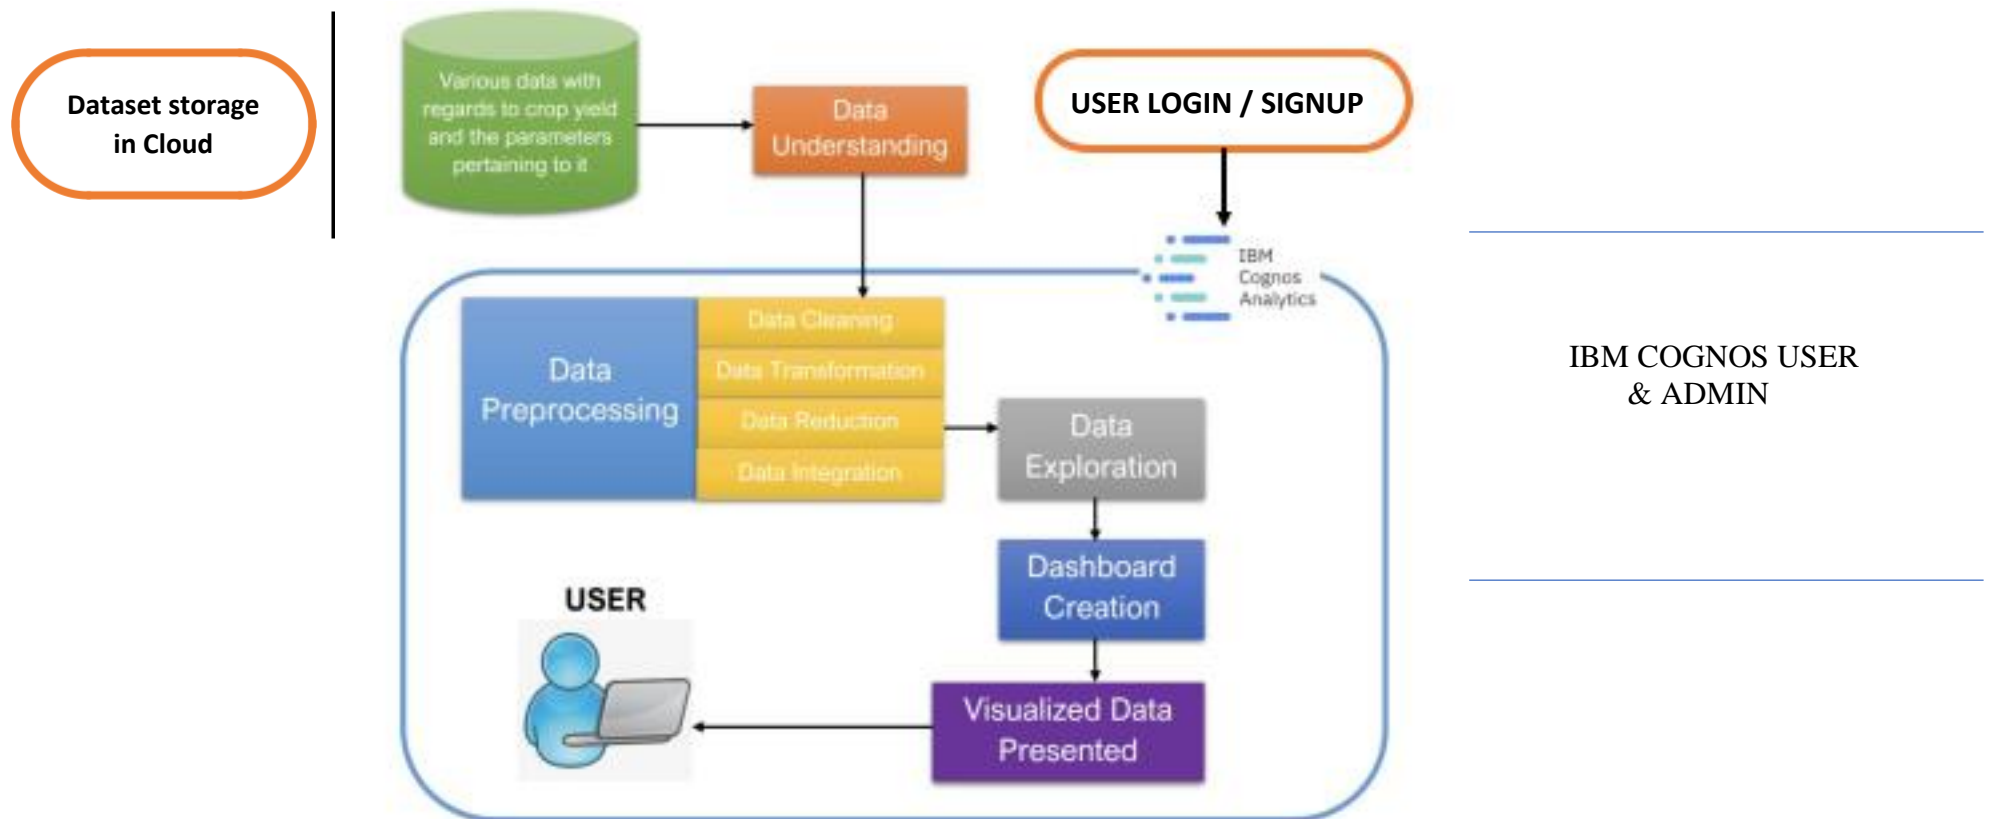 Dataset storage
in Cloud
Various data with
regards to crop yield
and the parameters
pertaining to it
Data
Understanding
USER LOGIN / SIGNUP
IBM
Cognos
Analytics
Data
Preprocessing
Data Cleaning
Data Transformation
Data Reduction
Data Integration
Data
Exploration
IBM COGNOS USER
& ADMIN
Dashboard
Creation
USER
Visualized Data
Presented